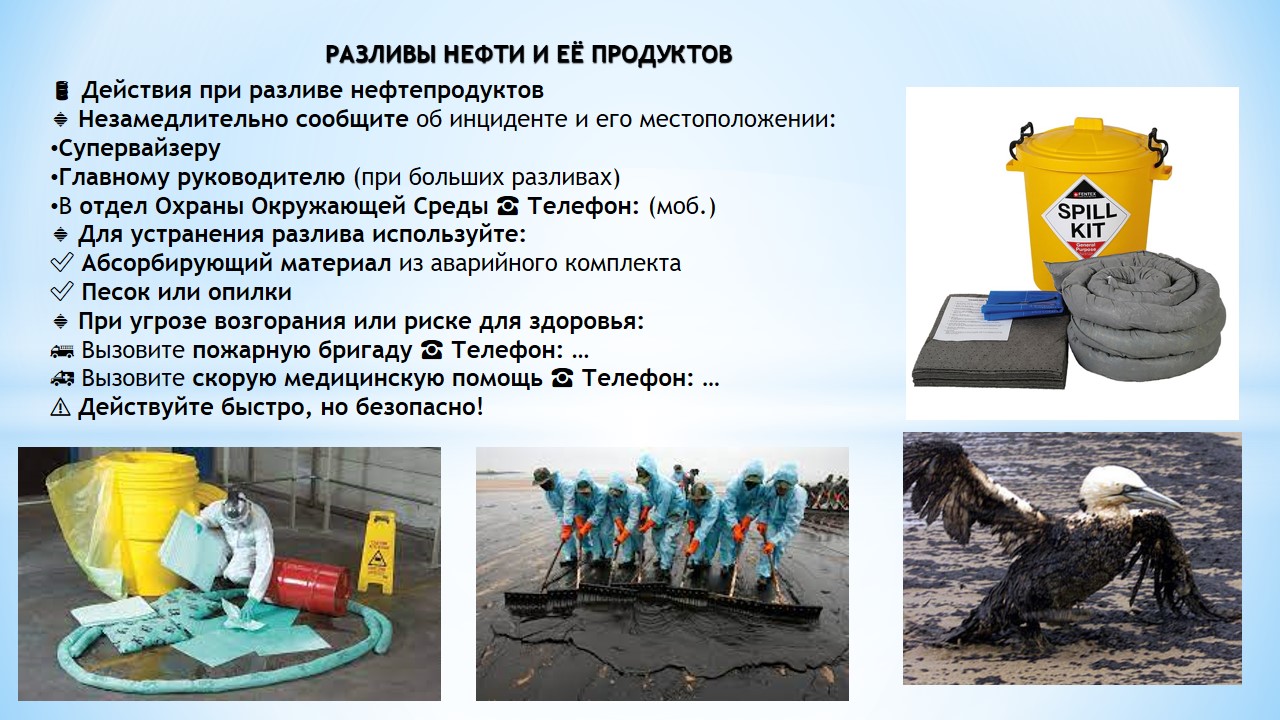 РАЗЛИВЫ НЕФТИ И ЕЁ ПРОДУКТОВ
🛢 Действия при разливе нефтепродуктов
🔹 Незамедлительно сообщите об инциденте и его местоположении:
•Супервайзеру
•Главному руководителю (при больших разливах)
•В отдел Охраны Окружающей Среды ☎ Телефон: (моб.)
🔹 Для устранения разлива используйте:
✅ Абсорбирующий материал из аварийного комплекта
✅ Песок или опилки
🔹 При угрозе возгорания или риске для здоровья:
🚒 Вызовите пожарную бригаду ☎ Телефон: …
🚑 Вызовите скорую медицинскую помощь ☎ Телефон: …
⚠ Действуйте быстро, но безопасно!
FENTEX
SPILL
KIT
General
Purpose